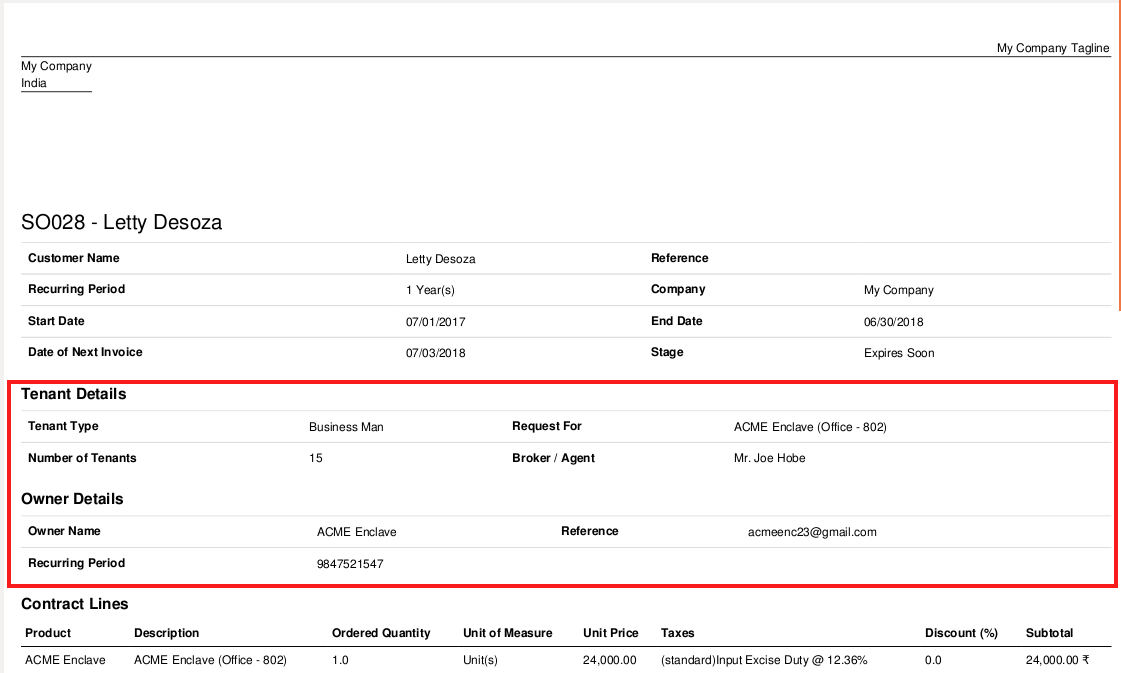 My Company Tagline
My Company
India
SO028 - Letty Desoza
Customer Name Letty Desoza Reference
Recurring Period 1 Year(s) Company My Company
Start Date 07/01/2017 End Date 06/30/2018
Date of Next Invoice 07/03/2018 Stage Expires Soon
Tenant Details
Tenant Type Business Man Request For ACME Enclave (Office - 802)
Number of Tenants 15 Broker / Agent Mr. Joe Hobe
Owner Details
Owner Name ACME Enclave Reference acmeenc23@gmail.com
Recurring Period 9847521547
Contract Lines
Product Description Ordered Quantity Unit of Measure Unit Price Taxes Discount (%) Subtotal
ACME Enclave ACME Enclave (Office - 802) 1.0 Unit(s) 24,000.00 (standard)Input Excise Duty @ 12.36% 0.0 24,000.00 ₹